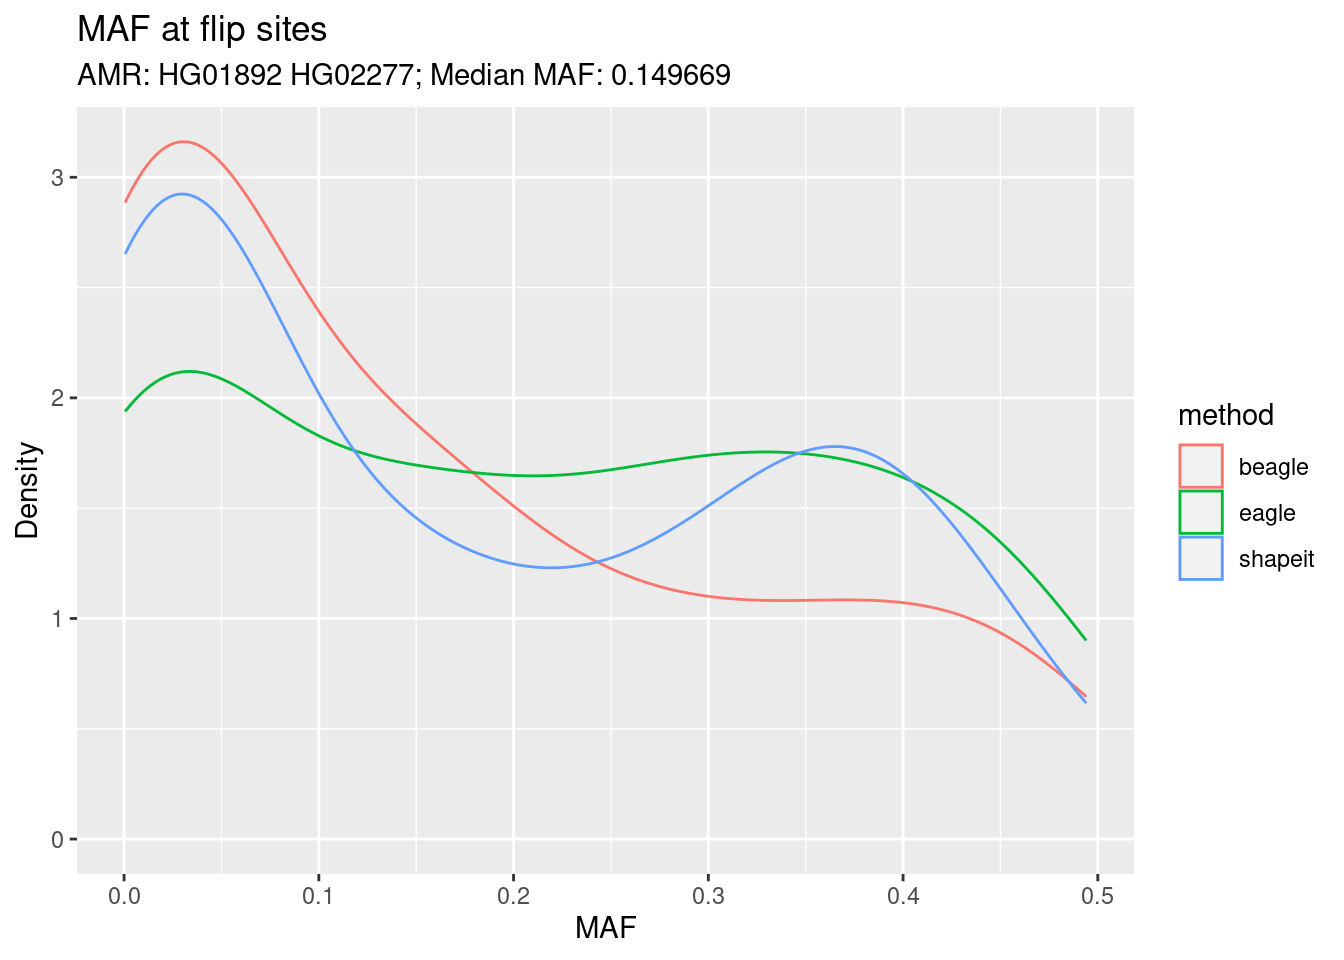 MAF at flip sites
AMR: HG01892 HG02277; Median MAF: 0.149669
3
2
1
0
Density
0.0
0.1
0.2
0.3
0.4
0.5
MAF
method
beagle
eagle
shapeit